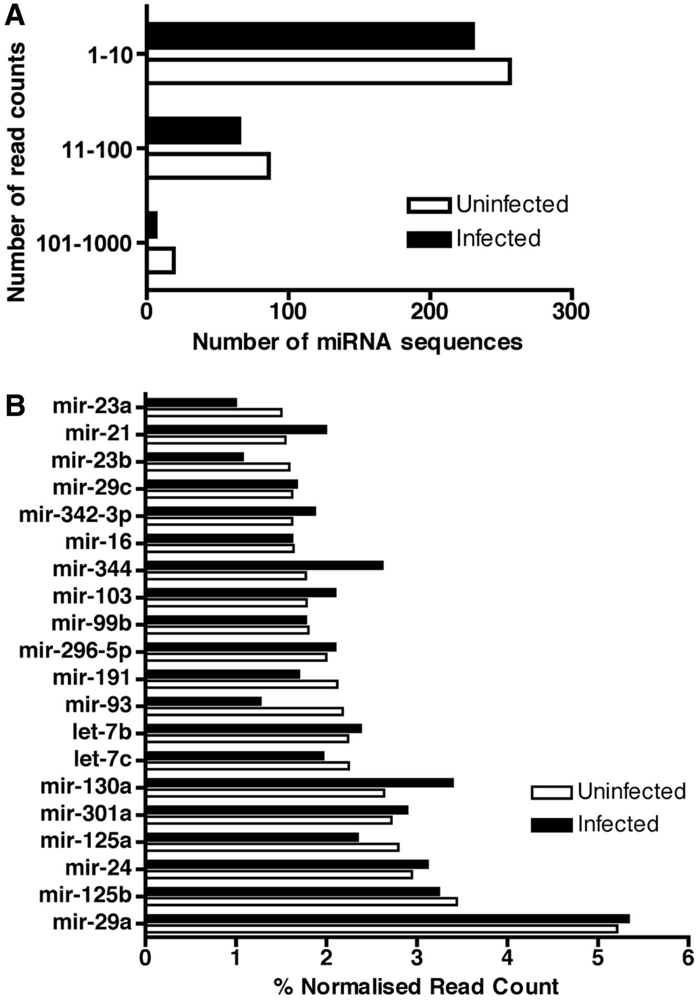 A
Number of read counts
1-10
11-100
101-1000
Uninfected
Infected
0 100 200 300
Number of miRNA sequences
B
mir-23a
mir-21
mir-23b
mir-29c
mir-342-3p
mir-16
mir-344
mir-103
mir-99b
mir-296-5p
mir-191
mir-93
let-7b
let-7c
mir-130a
mir-301a
mir-125a
mir-24
mir-125b
mir-29a
Uninfected
Infected
0 1 2 3 4 5 6
% Normalised Read Count